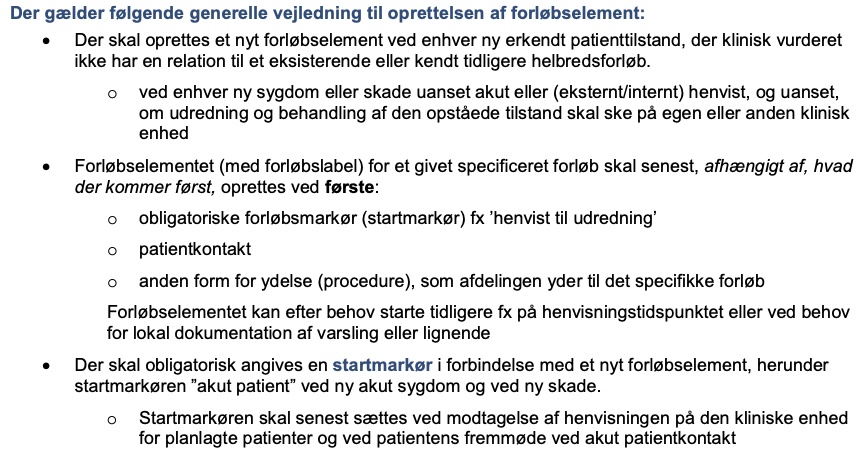 Der gælder følgende generelle vejledning til oprettelsen af forløbselement:
• Der skal oprettes et nyt forløbselement ved enhver ny erkendt patienttilstand, der klinisk vurderet
ikke har en relation til et eksisterende eller kendt tidligere helbredsforløb.
o ved enhver ny sygdom eller skade uanset akut eller (eksternt/internt) henvist, og uanset,
om udredning og behandling af den opståede tilstand skal ske på egen eller anden klinisk
enhed
• Forløbselementet (med forløbslabel) for et givet specificeret forløb skal senest, afhængigt af, hvad
der kommer først, oprettes ved første:
o obligatoriske forløbsmarkør (startmarkør) fx ’henvist til udredning’
o patientkontakt
o anden form for ydelse (procedure), som afdelingen yder til det specifikke forløb
Forløbselementet kan efter behov starte tidligere fx på henvisningstidspunktet eller ved behov
for lokal dokumentation af varsling eller lignende
• Der skal obligatorisk angives en startmarkør i forbindelse med et nyt forløbselement, herunder
startmarkøren ”akut patient” ved ny akut sygdom og ved ny skade.
o Startmarkøren skal senest sættes ved modtagelse af henvisningen på den kliniske enhed
for planlagte patienter og ved patientens fremmøde ved akut patientkontakt